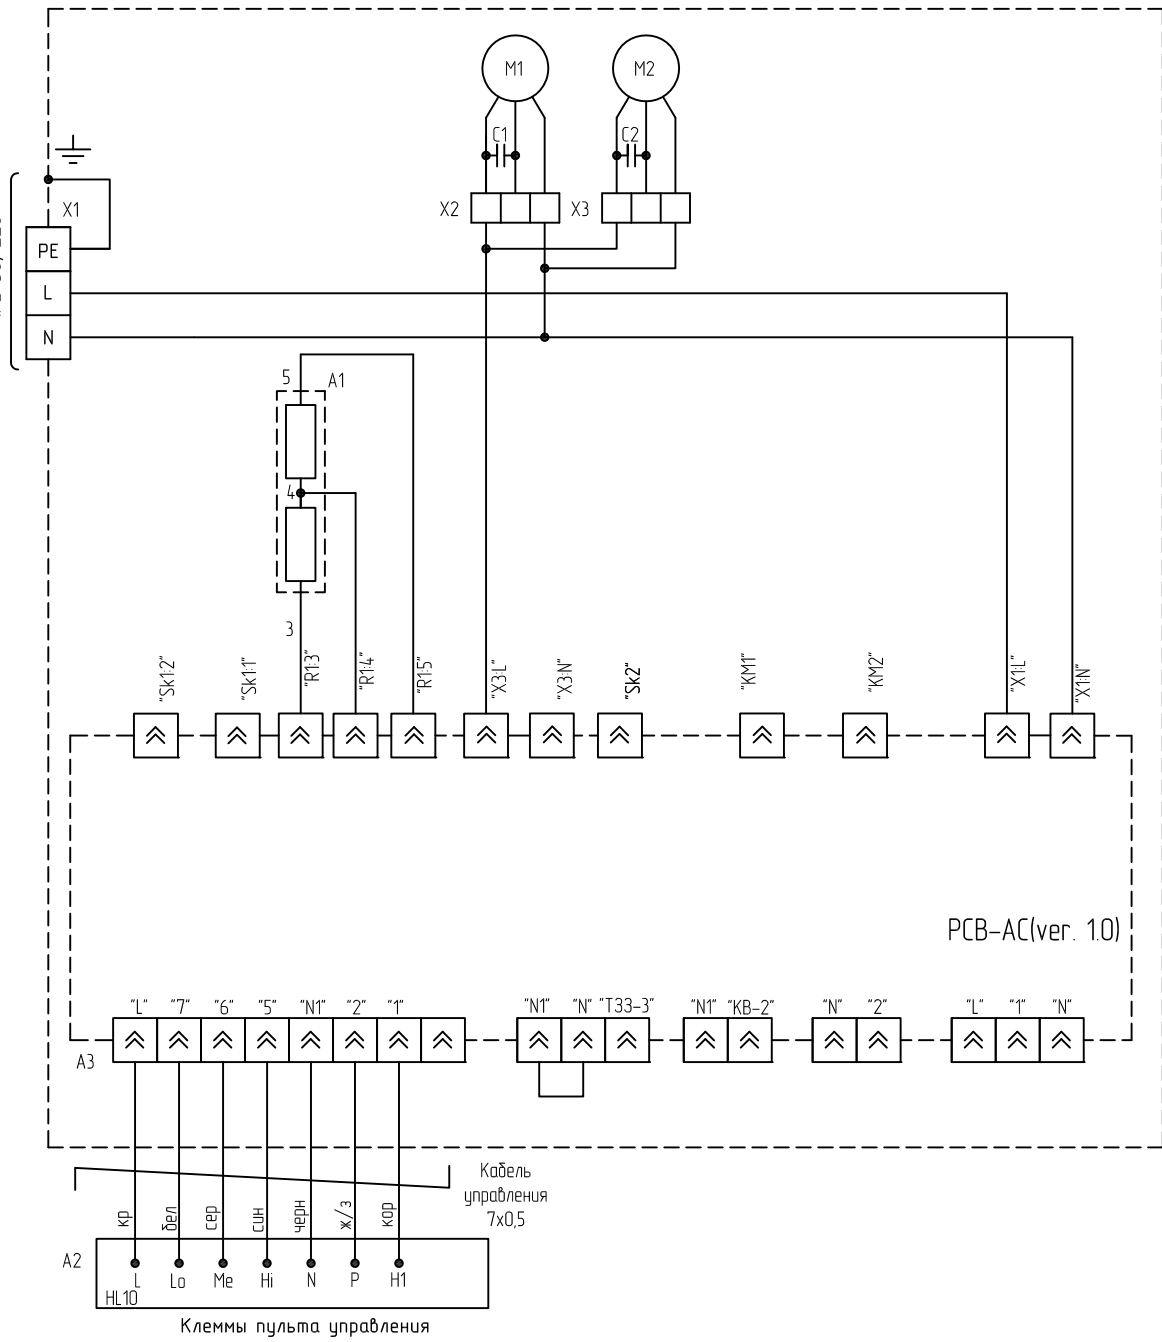 M1
M2
C1
C2
X1
X2
X3
PE
L
N
5
A1
4
3
"Sk1:2"
"Sk1:1"
"R1:3"
"R1:4"
"R1:5"
"X3:L"
"X3:N"
"Sk2"
"KM1"
"KM2"
"X1:L"
"X1:N"
PCB-AC(ver. 1.0)
"L" "7" "6" "5" "N1" "2" "1"
"N1" "N" "T33-3"
"N1" "KB-2"
"N" "2"
"L" "1" "N"
A3
Кабель
управления
7х0,5
кр
бел
сер
син
черн
ж/з
кор
A2
L Lo Me Hi N P H1
HL10
Клеммы пульта управления